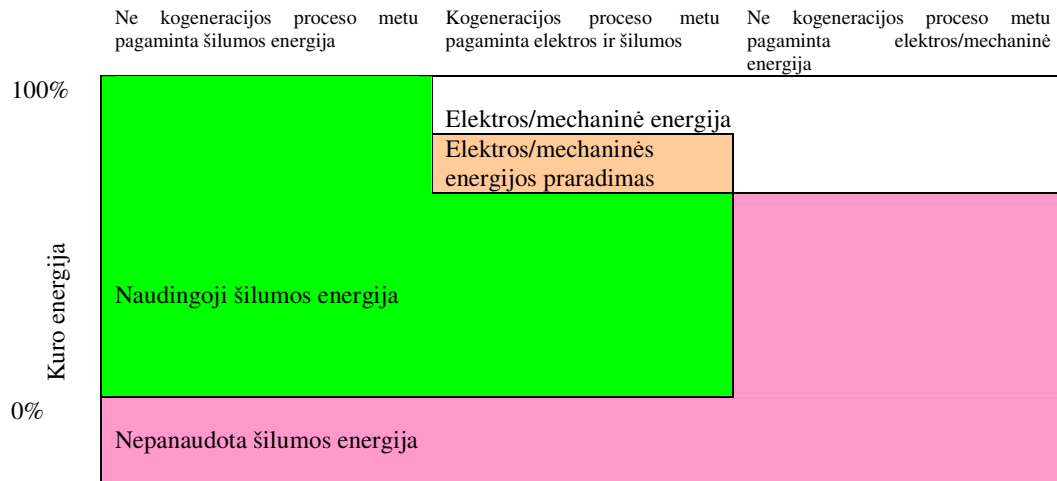 Ne kogeneracijos proceso metu
pagaminta šilumos energija
Kogeneracijos proceso metu
pagaminta elektros ir šilumos
Ne kogeneracijos proceso metu
pagaminta elektros/mechaninė
energija
100%
Elektros/mechaninė energija
Elektros/mechaninės
energijos praradimas
Kuro energija
Naudingoji šilumos energija
0%
Nepanaudota šilumos energija